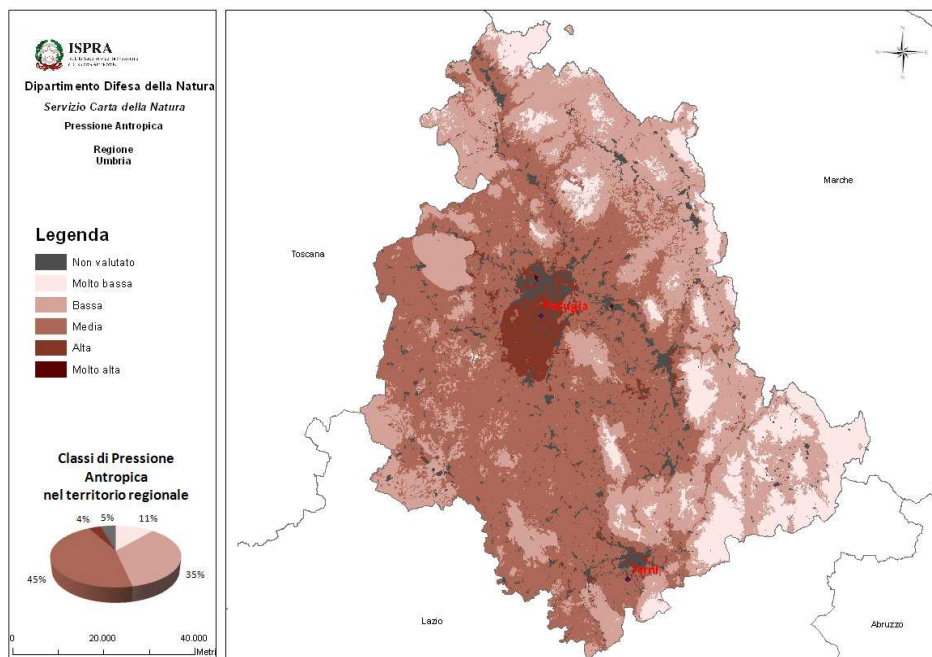 ISPRA
Dipartimento Difesa della Natura
Servizio Carta della Natura
Pressione Antropica
Regione
Umbria
Legenda
Non valutato
Molto bassa
Bassa
Media
Alta
Molto alta
Classi di Pressione
Antropica
nel territorio regionale
4%
5%
11%
45%
35%
0
20.000
40.000
Metri
Toscana
Marche
Perugia
Terni
Lazio
Abruzzo